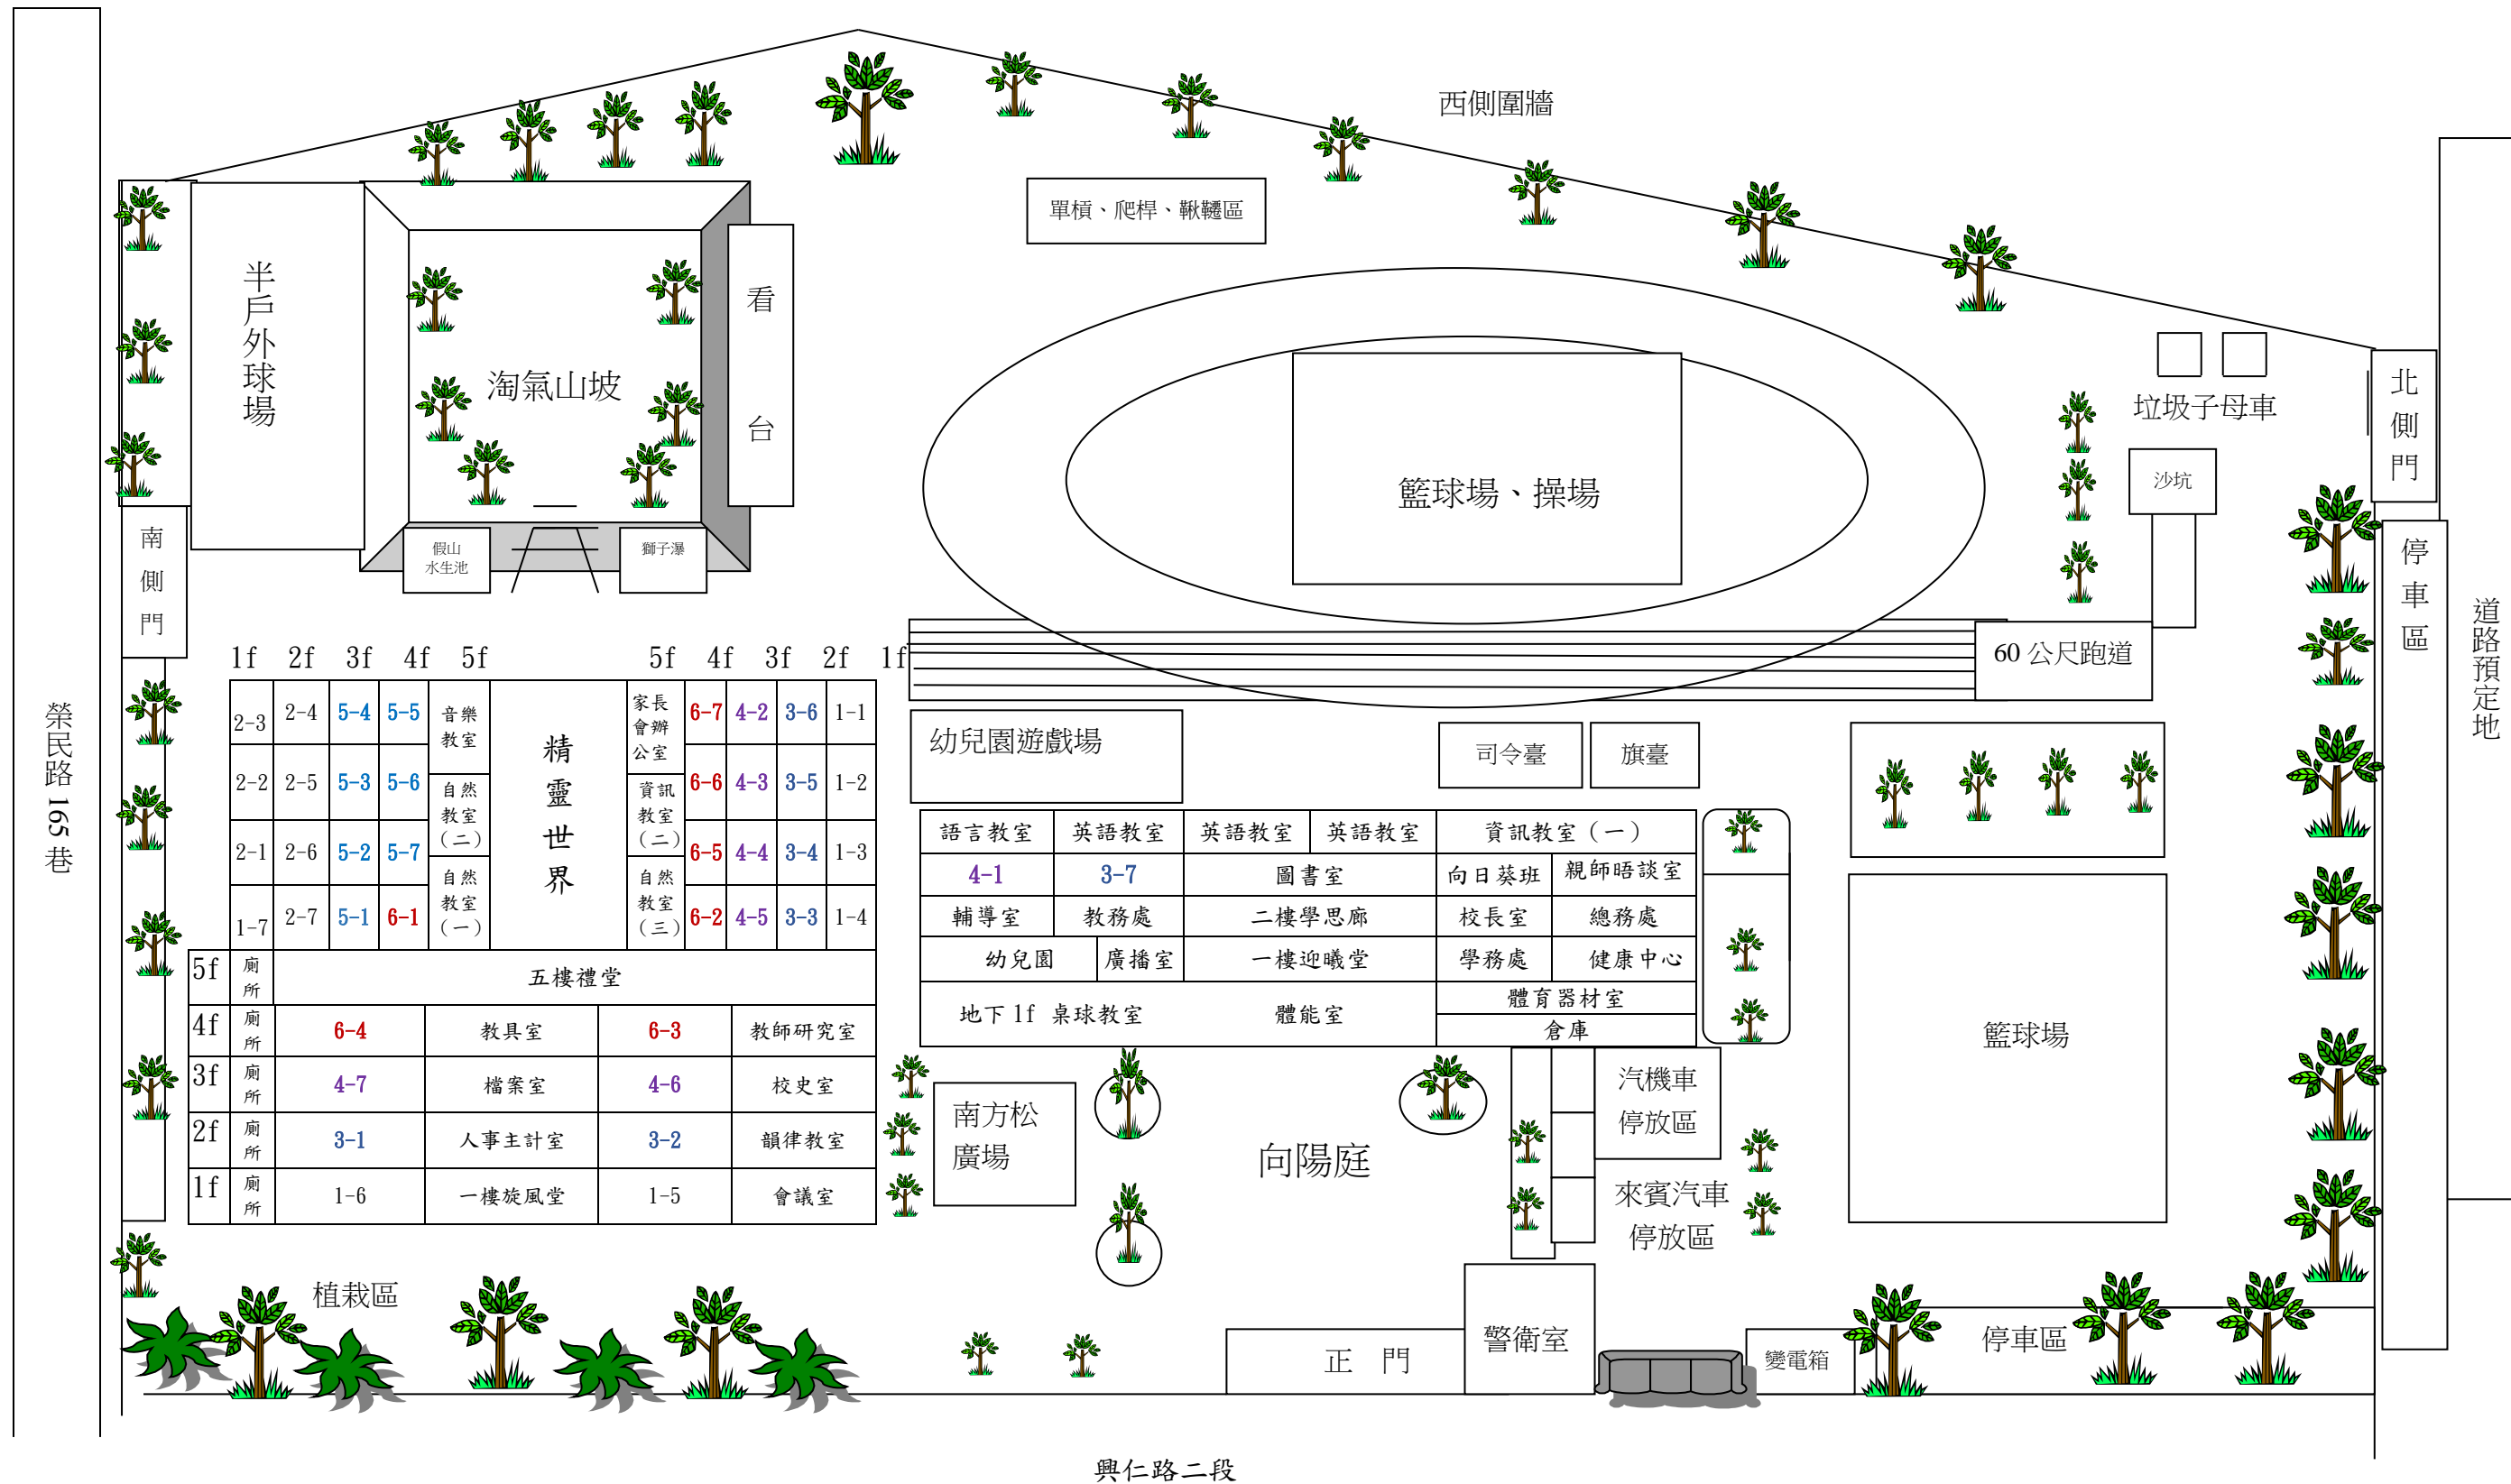 西側圍牆
單槓、爬桿、鞦韆區
半戶外球場
看台
淘氣山坡
籃球場、操場
垃圾子母車
北側門
沙坑
南側門
假山
水生池
獅子瀑
停車區
道路預定地
60 公尺跑道
榮民路 165 巷
1f 2f 3f 4f 5f
5f 4f 3f 2f 1f
2-3 2-4 5-4 5-5 音樂教室
2-2 2-5 5-3 5-6 自然教室(二)
2-1 2-6 5-2 5-7 自然教室(一)
1-7 2-7 5-1 6-1
精靈世界
家長會辦公室 6-7 4-2 3-6 1-1
資訊教室(二) 6-6 4-3 3-5 1-2
自然教室(三) 6-5 4-4 3-4 1-3
6-2 4-5 3-3 1-4
5f 廁所 五樓禮堂
4f 廁所 6-4 教具室 6-3 教師研究室
3f 廁所 4-7 檔案室 4-6 校史室
2f 廁所 3-1 人事主計室 3-2 韻律教室
1f 廁所 1-6 一樓旋風堂 1-5 會議室
幼兒園遊戲場
司令臺
旗臺
語言教室 英語教室 英語教室 英語教室 資訊教室(一)
4-1 3-7 圖書室 向日葵班 親師晤談室
輔導室 教務處 二樓學思廊 校長室 總務處
幼兒園 廣播室 一樓迎曦堂 學務處 健康中心
地下 1f 桌球教室 體能室 體育器材室
倉庫
籃球場
南方松
廣場
向陽庭
汽機車
停放區
來賓汽車
停放區
植栽區
正 門
警衛室
變電箱
停車區
興仁路二段